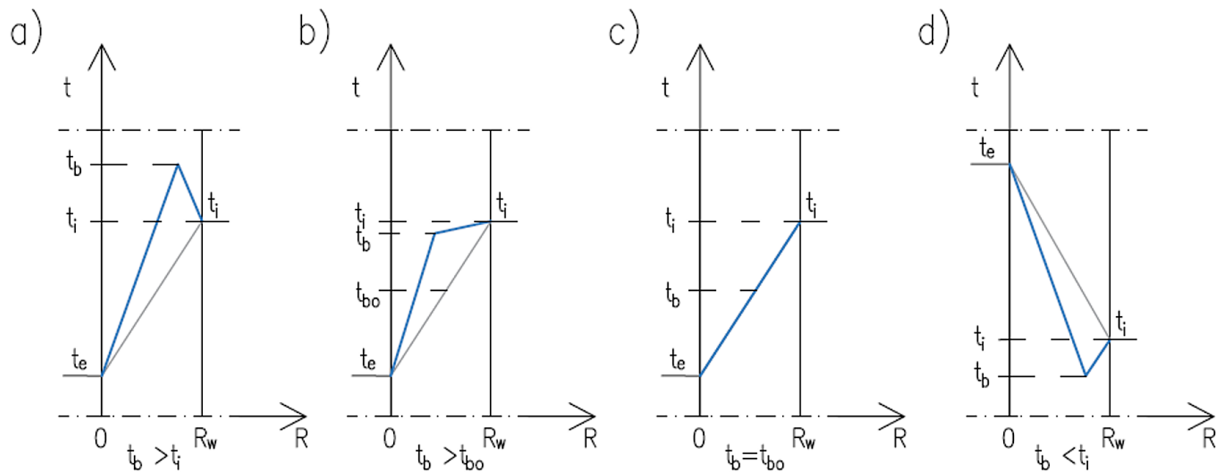 a)
t
t_b
t_i
t_i
t_e
0
R_w
R
t_b >t_i
b)
t
t_i
t_i
t_b
t_bo
t_e
0
R_w
R
t_b >t_bo
c)
t
t_i
t_i
t_b
t_e
0
R_w
R
t_b=t_bo
d)
t
t_e
t_i
t_i
t_b
0
R_w
R
t_b <t_i